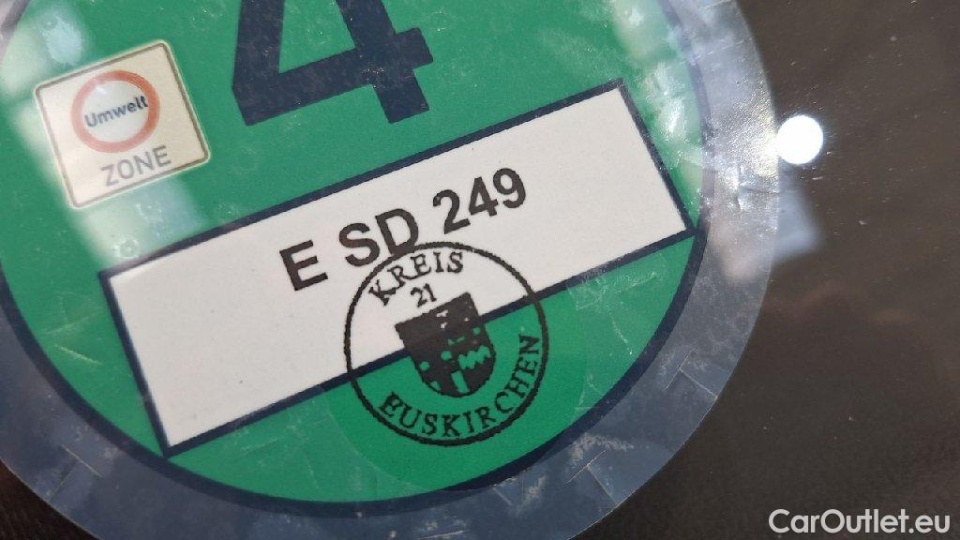 4
Umwelt
ZONE
E SD 249
KREIS
21
EUSKIRCHEN
CarOutlet.eu